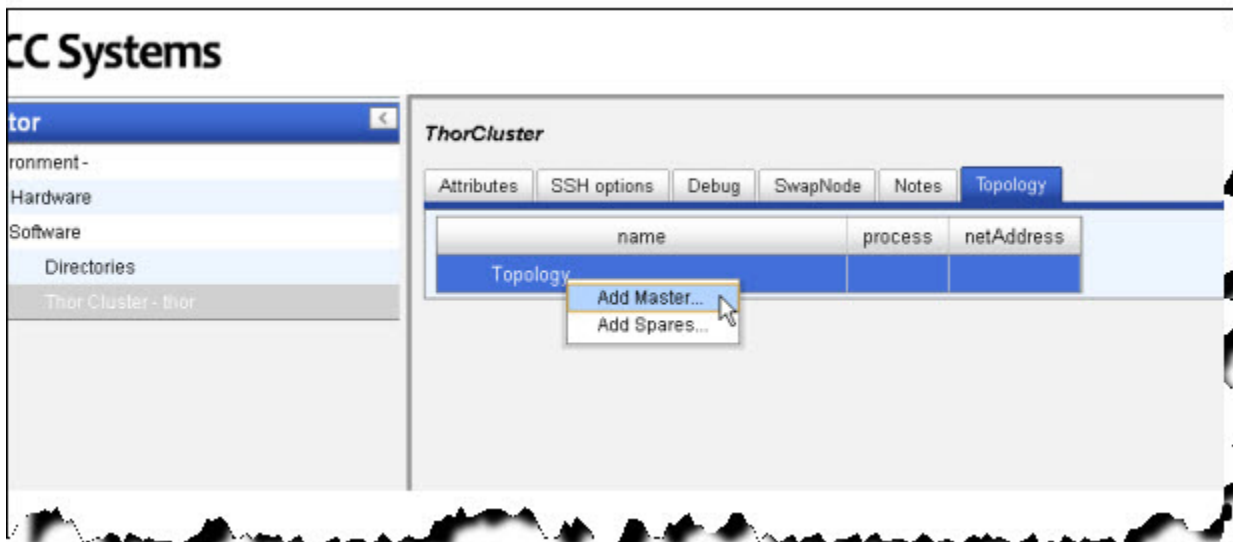 CC Systems
tor
ronment -
Hardware
Software
Directories
Thor Cluster - thor
ThorCluster
Attributes SSH options Debug SwapNode Notes Topology
name process netAddress
Topology
Add Master...
Add Spares...